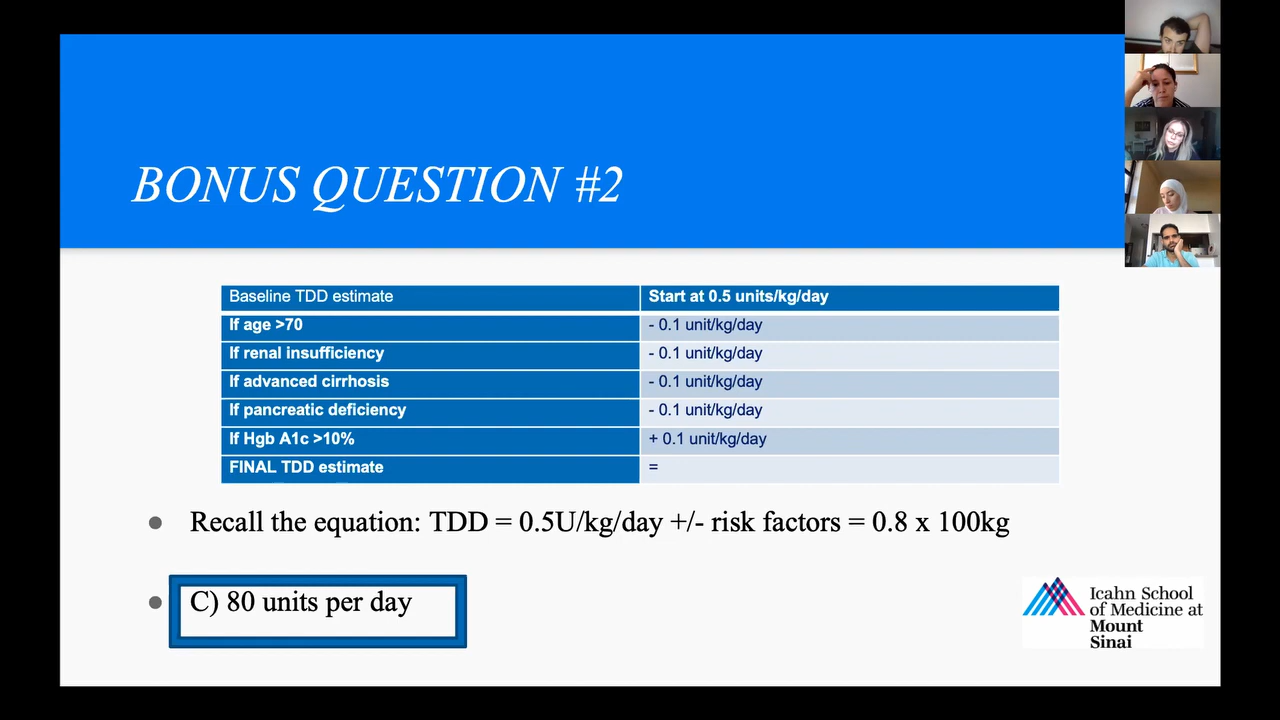 BONUS QUESTION #2
Baseline TDD estimate Start at 0.5 units/kg/day
If age >70 - 0.1 unit/kg/day
If renal insufficiency - 0.1 unit/kg/day
If advanced cirrhosis - 0.1 unit/kg/day
If pancreatic deficiency - 0.1 unit/kg/day
If Hgb A1c >10% + 0.1 unit/kg/day
FINAL TDD estimate =
Recall the equation: TDD = 0.5U/kg/day +/- risk factors = 0.8 x 100kg
C) 80 units per day
Icahn School
of Medicine at
Mount
Sinai